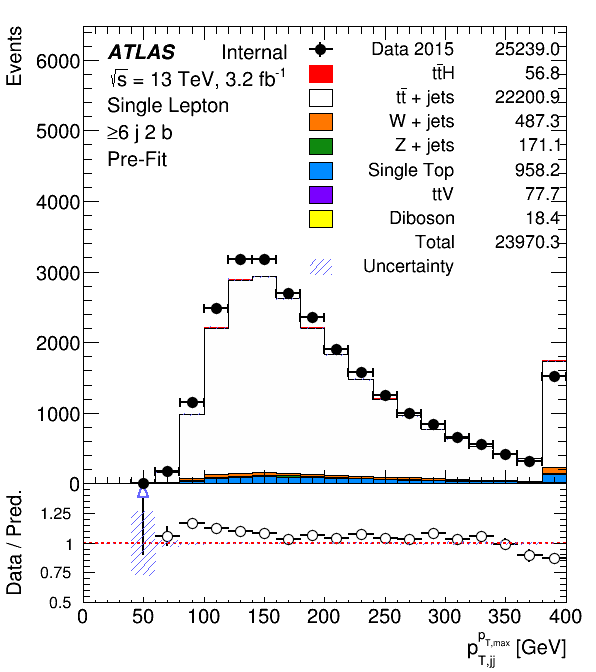 Events
6000
5000
4000
3000
2000
1000
0
ATLAS Internal
√s = 13 TeV, 3.2 fb⁻¹
Single Lepton
≥6 j 2 b
Pre-Fit
Data 2015 25239.0
tt̄H 56.8
tt̄ + jets 22200.9
W + jets 487.3
Z + jets 171.1
Single Top 958.2
ttV 77.7
Diboson 18.4
Total 23970.3
Uncertainty
Data / Pred.
1.25
1
0.75
0.5
0 50 100 150 200 250 300 350 400
p_{T,jj}^{p_{T,max}} [GeV]